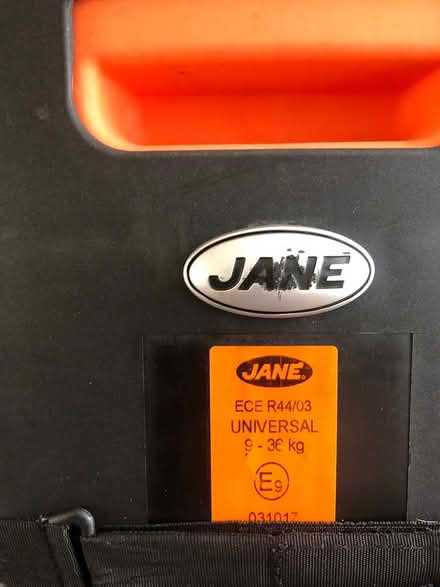 JANE
JANE
ECE R44/03
UNIVERSAL
9 - 36 kg
E9
031017